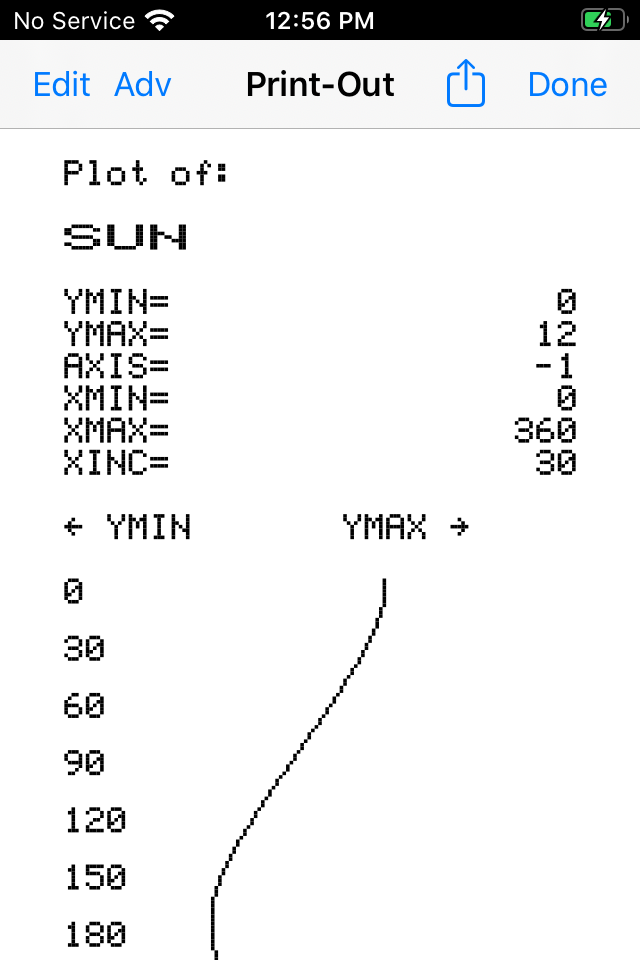 No Service 12:56 PM
Edit Adv Print-Out Done
Plot of:
SUN
YMIN= 0
YMAX= 12
AXIS= -1
XMIN= 0
XMAX= 360
XINC= 30
← YMIN YMAX →
0
30
60
90
120
150
180